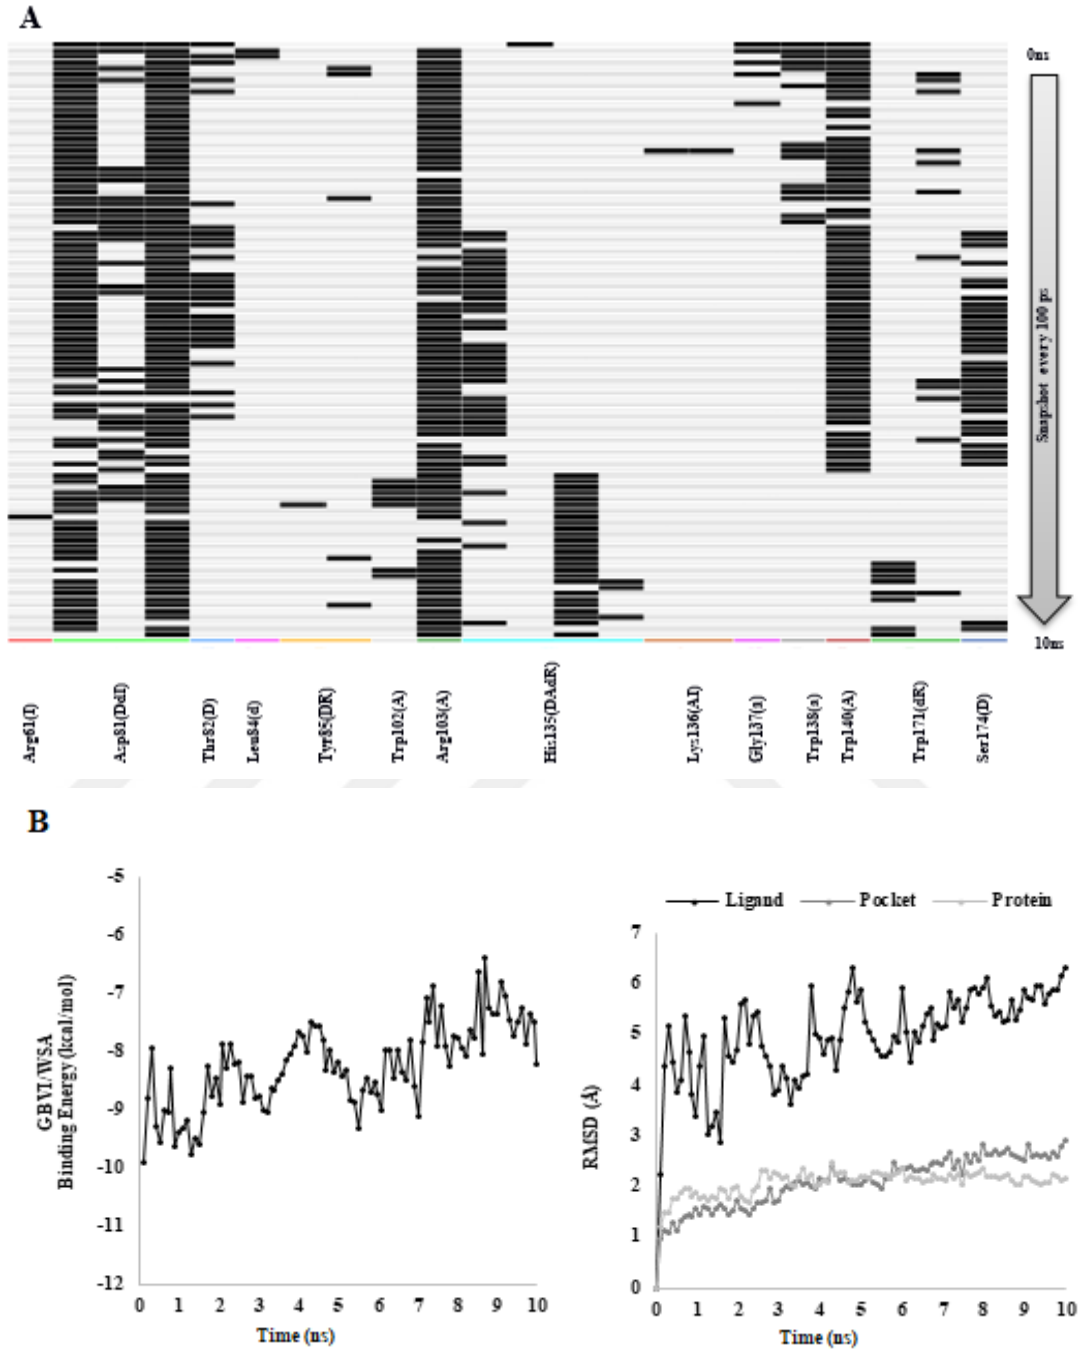 A
0ns
Snapshot every 100 ps
10ns
Arg61(I)
Asp81(DdI)
Thr82(D)
Leu84(d)
Tyr85(DR)
Trp102(A)
Arg103(A)
His135(DAdR)
Lys136(AI)
Gly137(a)
Trp138(a)
Trp140(A)
Trp171(dR)
Ser174(D)
B
-5
-6
-7
-8
-9
-10
-11
-12
GBVI/WSA
Binding Energy (kcal/mol)
0 1 2 3 4 5 6 7 8 9 10
Time (ns)
Ligand Pocket Protein
7
6
5
4
3
2
1
0
RMSD (Å)
0 1 2 3 4 5 6 7 8 9 10
Time (ns)